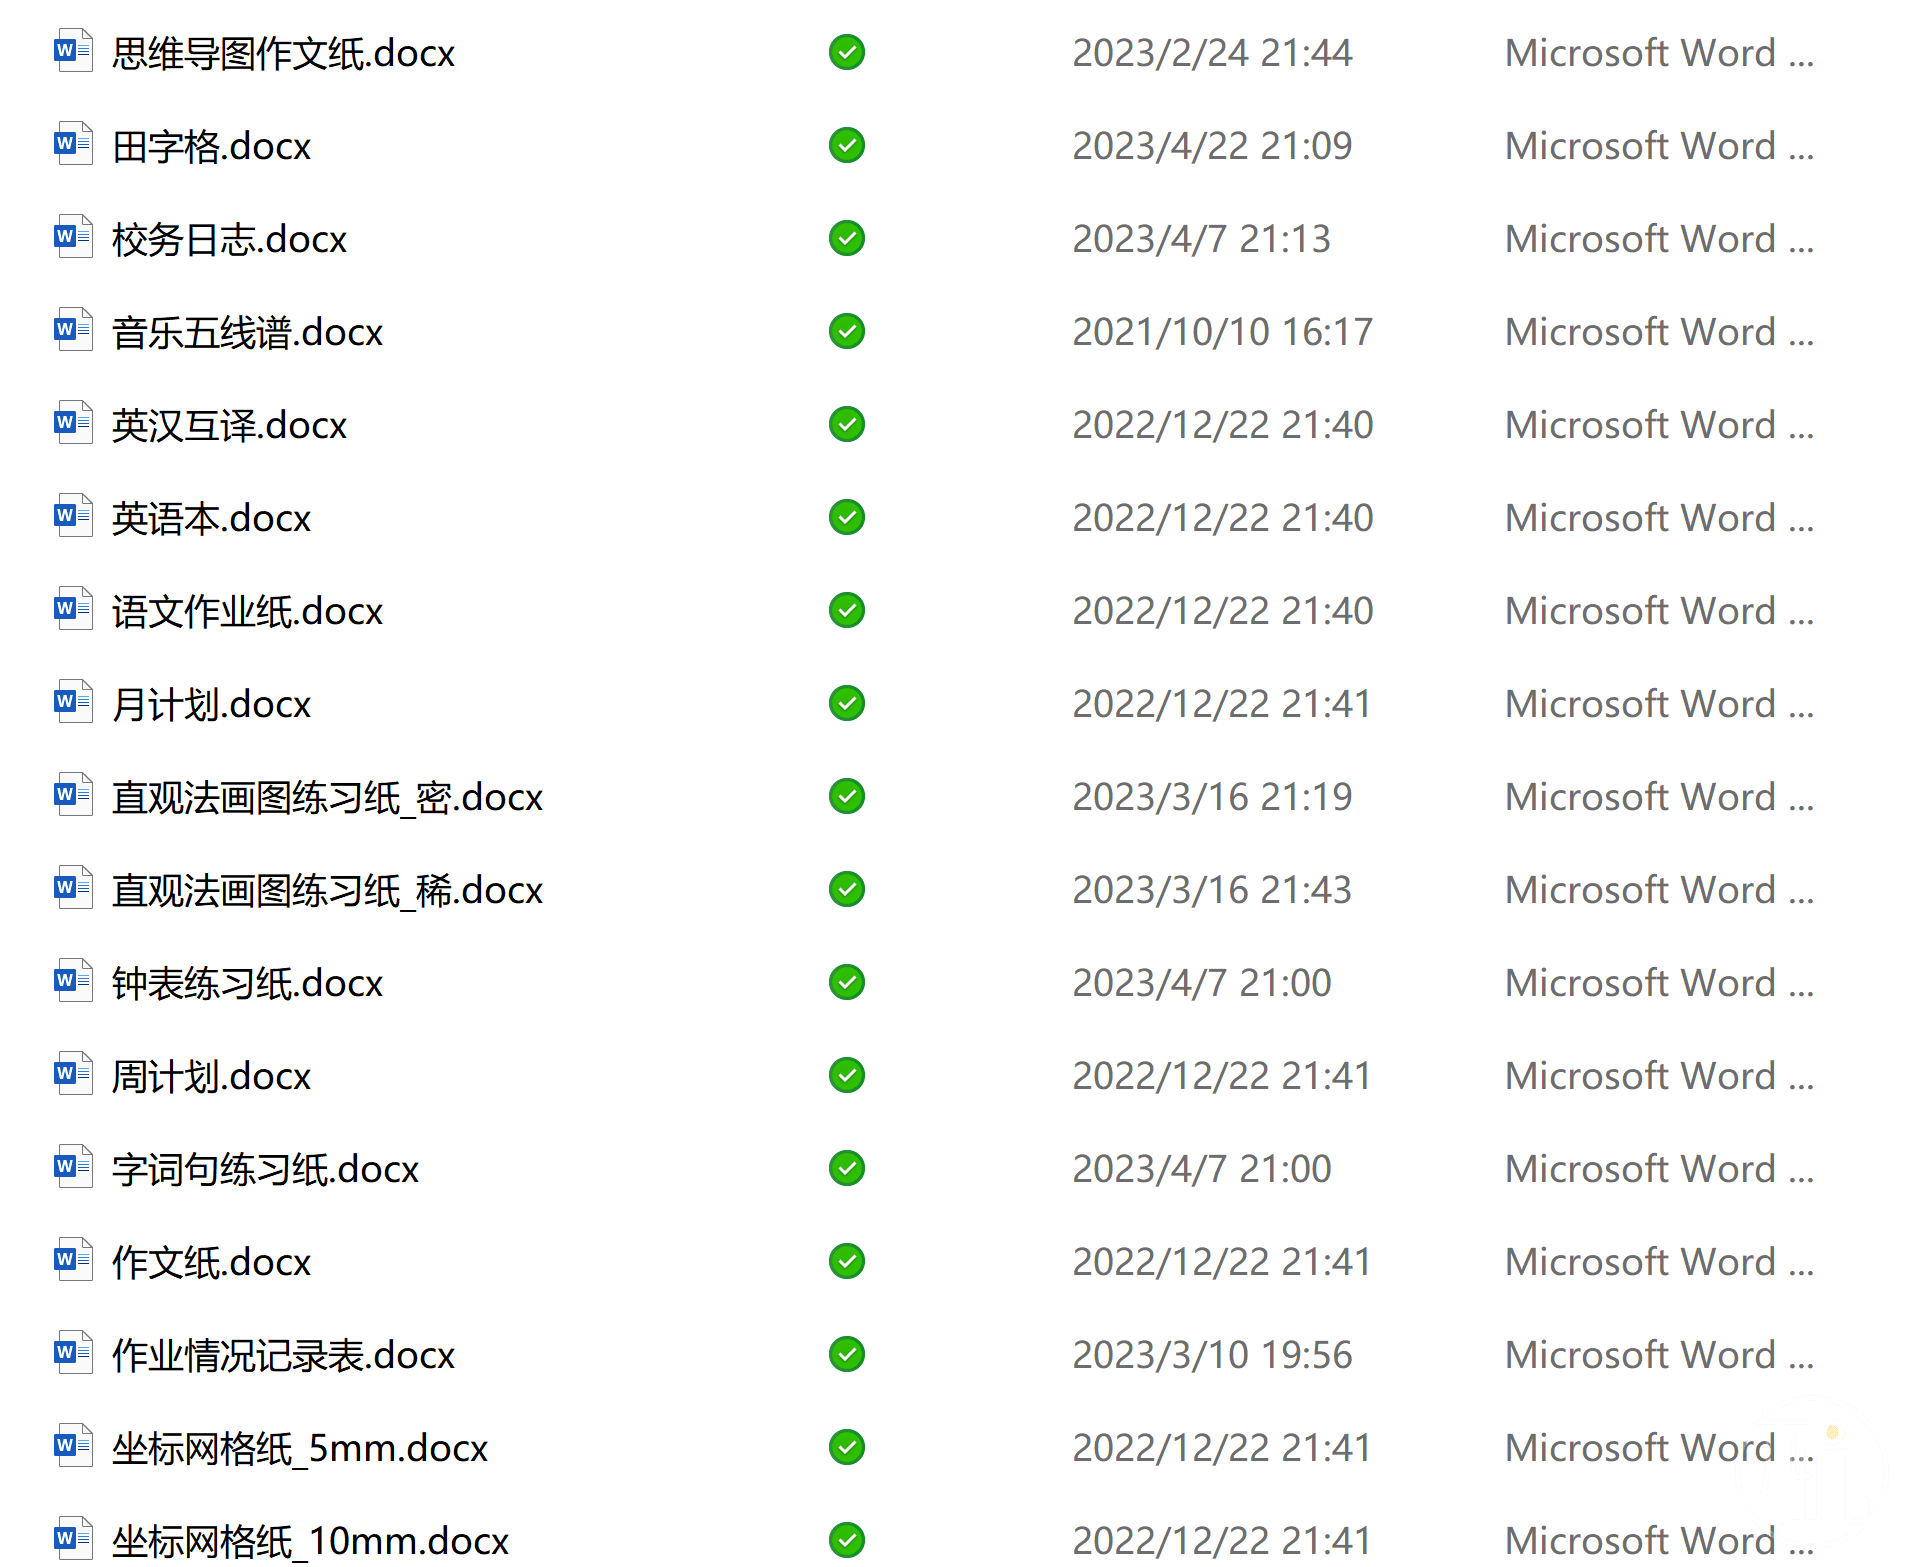 思维导图作文纸.docx 2023/2/24 21:44 Microsoft Word ...
田字格.docx 2023/4/22 21:09 Microsoft Word ...
校务日志.docx 2023/4/7 21:13 Microsoft Word ...
音乐五线谱.docx 2021/10/10 16:17 Microsoft Word ...
英汉互译.docx 2022/12/22 21:40 Microsoft Word ...
英语本.docx 2022/12/22 21:40 Microsoft Word ...
语文作业纸.docx 2022/12/22 21:40 Microsoft Word ...
月计划.docx 2022/12/22 21:41 Microsoft Word ...
直观法画图练习纸_密.docx 2023/3/16 21:19 Microsoft Word ...
直观法画图练习纸_稀.docx 2023/3/16 21:43 Microsoft Word ...
钟表练习纸.docx 2023/4/7 21:00 Microsoft Word ...
周计划.docx 2022/12/22 21:41 Microsoft Word ...
字词句练习纸.docx 2023/4/7 21:00 Microsoft Word ...
作文纸.docx 2022/12/22 21:41 Microsoft Word ...
作业情况记录表.docx 2023/3/10 19:56 Microsoft Word ...
坐标网格纸_5mm.docx 2022/12/22 21:41 Microsoft Word ...
坐标网格纸_10mm.docx 2022/12/22 21:41 Microsoft Word ...